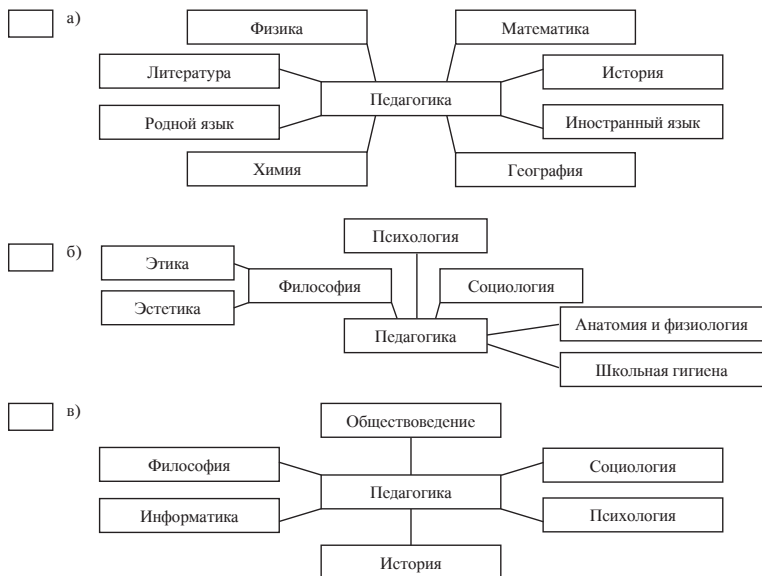 а)
Физика
Математика
Литература
История
Педагогика
Родной язык
Иностранный язык
Химия
География
б)
Психология
Этика
Философия
Социология
Эстетика
Педагогика
Анатомия и физиология
Школьная гигиена
в)
Обществоведение
Философия
Социология
Педагогика
Информатика
Психология
История